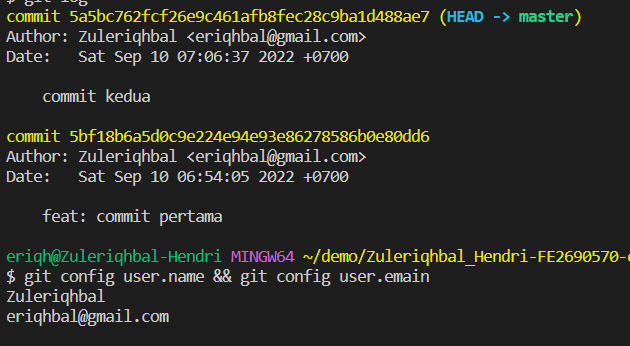 $ git log
commit 5a5bc762fcf26e9c461afb8fec28c9ba1d488ae7 (HEAD -> master)
Author: Zuleriqhbal <eriqhbal@gmail.com>
Date:   Sat Sep 10 07:06:37 2022 +0700
commit kedua
commit 5bf18b6a5d0c9e224e94e93e86278586b0e80dd6
Author: Zuleriqhbal <eriqhbal@gmail.com>
Date:   Sat Sep 10 06:54:05 2022 +0700
feat: commit pertama
eriqh@Zuleriqhbal-Hendri MINGW64 ~/demo/Zuleriqhbal_Hendri-FE2690570-
$ git config user.name && git config user.emain
Zuleriqhbal
eriqhbal@gmail.com